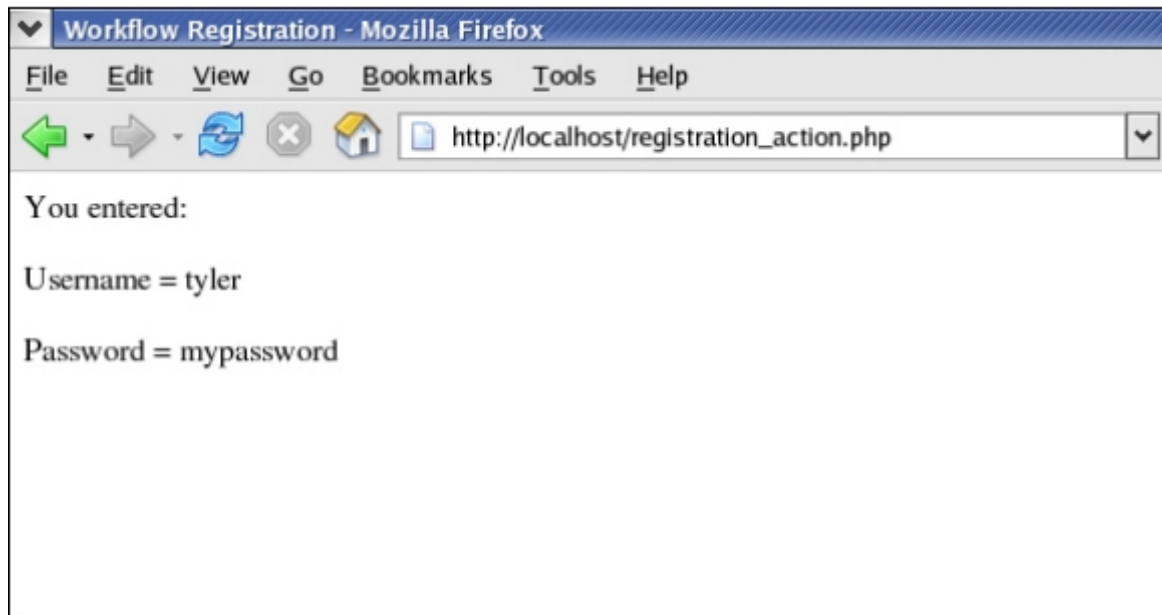 Workflow Registration - Mozilla Firefox
File Edit View Go Bookmarks Tools Help
http://localhost/registration_action.php
You entered:
Username = tyler
Password = mypassword